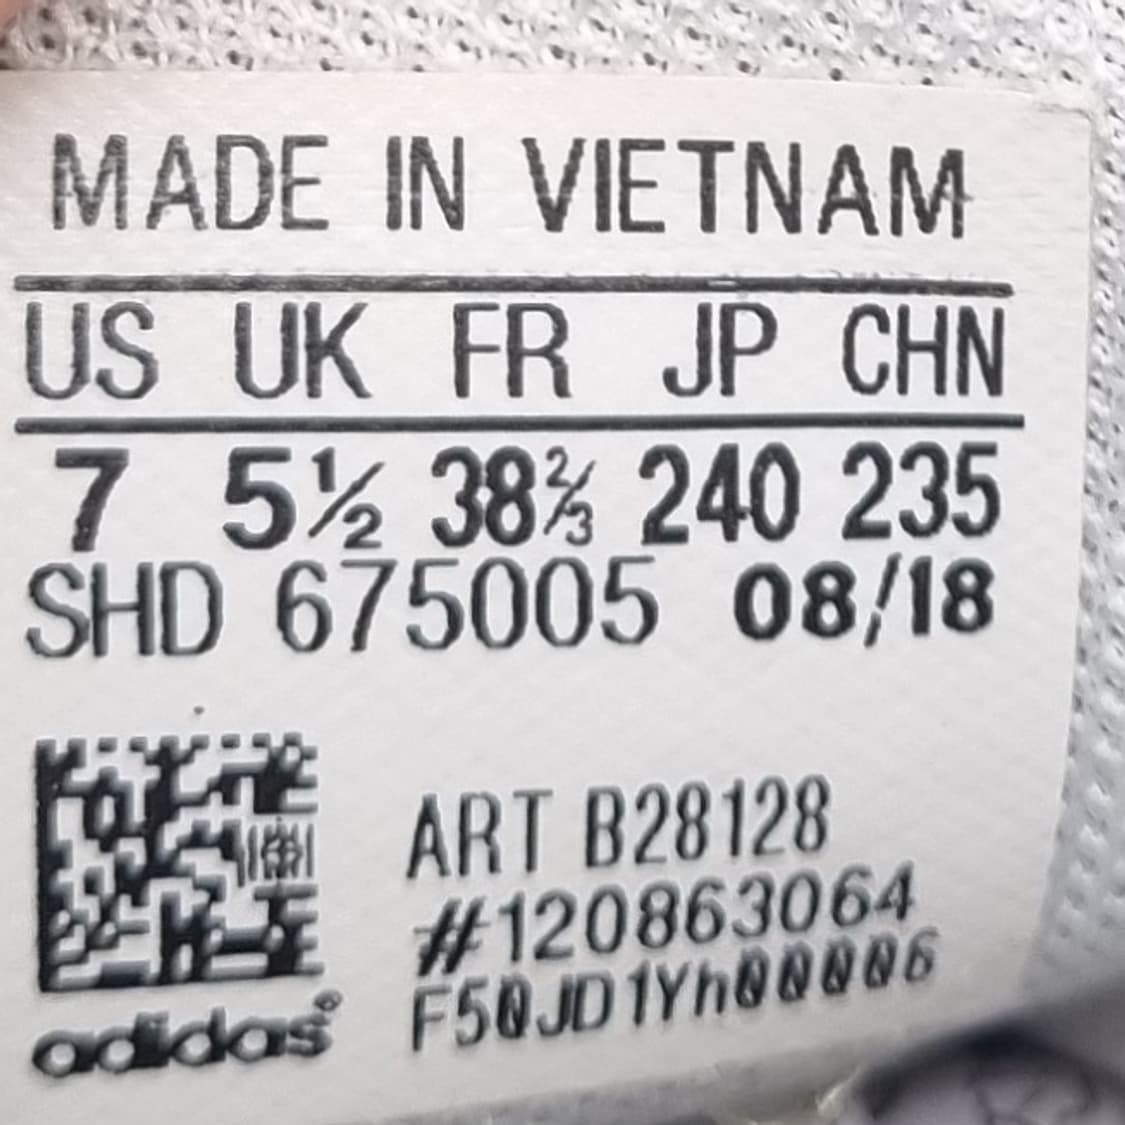 MADE IN VIETNAM
US UK FR JP CHN
7 5½ 38⅔ 240 235
SHD 675005 08/18
ART B28128
#120863064
F50JD1Yh00006
adidas®